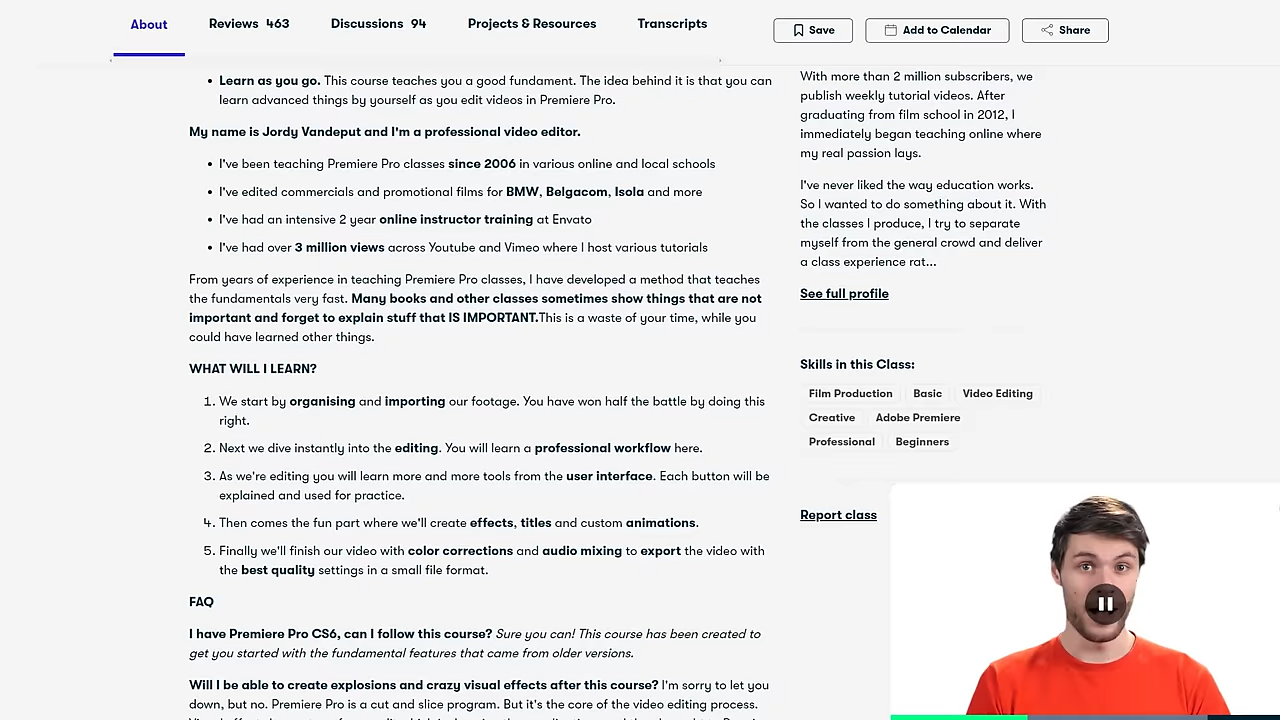 About
Reviews 463
Discussions 94
Projects & Resources
Transcripts
Save
Add to Calendar
Share
• Learn as you go. This course teaches you a good fundament. The idea behind it is that you can
learn advanced things by yourself as you edit videos in Premiere Pro.
My name is Jordy Vandeput and I'm a professional video editor.
• I've been teaching Premiere Pro classes since 2006 in various online and local schools
• I've edited commercials and promotional films for BMW, Belgacom, Isola and more
• I've had an intensive 2 year online instructor training at Envato
• I've had over 3 million views across Youtube and Vimeo where I host various tutorials
From years of experience in teaching Premiere Pro classes, I have developed a method that teaches
the fundamentals very fast. Many books and other classes sometimes show things that are not
important and forget to explain stuff that IS IMPORTANT.This is a waste of your time, while you
could have learned other things.
WHAT WILL I LEARN?
1. We start by organising and importing our footage. You have won half the battle by doing this
right.
2. Next we dive instantly into the editing. You will learn a professional workflow here.
3. As we're editing you will learn more and more tools from the user interface. Each button will be
explained and used for practice.
4. Then comes the fun part where we'll create effects, titles and custom animations.
5. Finally we'll finish our video with color corrections and audio mixing to export the video with
the best quality settings in a small file format.
FAQ
I have Premiere Pro CS6, can I follow this course? Sure you can! This course has been created to
get you started with the fundamental features that came from older versions.
Will I be able to create explosions and crazy visual effects after this course? I'm sorry to let you
down, but no. Premiere Pro is a cut and slice program. But it's the core of the video editing process.
With more than 2 million subscribers, we
publish weekly tutorial videos. After
graduating from film school in 2012, I
immediately began teaching online where
my real passion lays.
I've never liked the way education works.
So I wanted to do something about it. With
the classes I produce, I try to separate
myself from the general crowd and deliver
a class experience rat...
See full profile
Skills in this Class:
Film Production
Basic
Video Editing
Creative
Adobe Premiere
Professional
Beginners
Report class